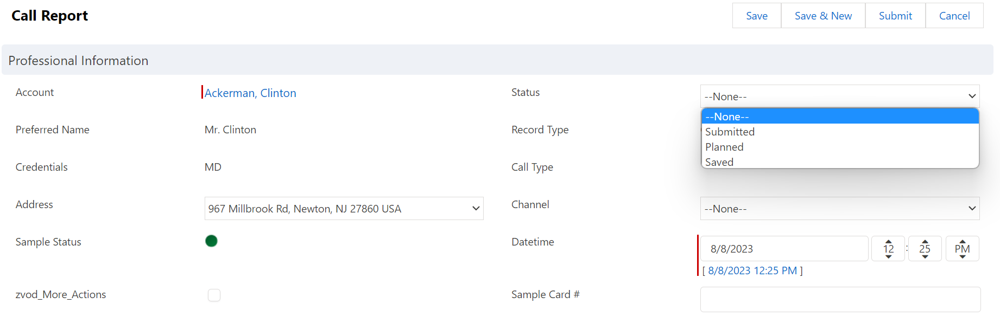 Call Report
Save
Save & New
Submit
Cancel
Professional Information
Account
Ackerman, Clinton
Status
--None--
--None--
Submitted
Planned
Saved
Preferred Name
Mr. Clinton
Record Type
Credentials
MD
Call Type
Address
967 Millbrook Rd, Newton, NJ 27860 USA
Channel
--None--
Sample Status
Datetime
8/8/2023
12 : 25 PM
[ 8/8/2023 12:25 PM ]
zvod_More_Actions
Sample Card #